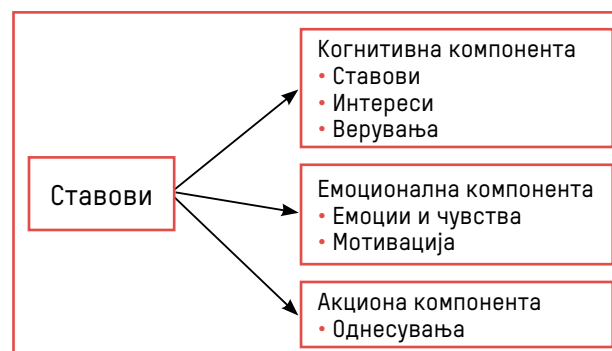 Ставови
Когнитивна компонента
• Ставови
• Интереси
• Верувања
Емоционална компонента
• Емоции и чувства
• Мотивација
Акциона компонента
• Однесувања